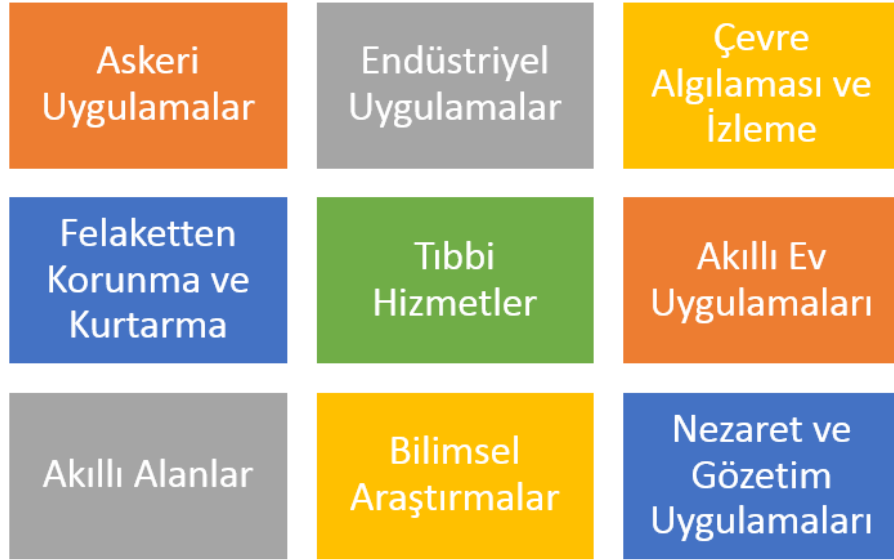 Askeri
Uygulamalar
Endüstriyel
Uygulamalar
Çevre
Algılaması ve
İzleme
Felaketten
Korunma ve
Kurtarma
Tıbbi
Hizmetler
Akıllı Ev
Uygulamaları
Akıllı Alanlar
Bilimsel
Araştırmalar
Nezaret ve
Gözetim
Uygulamaları